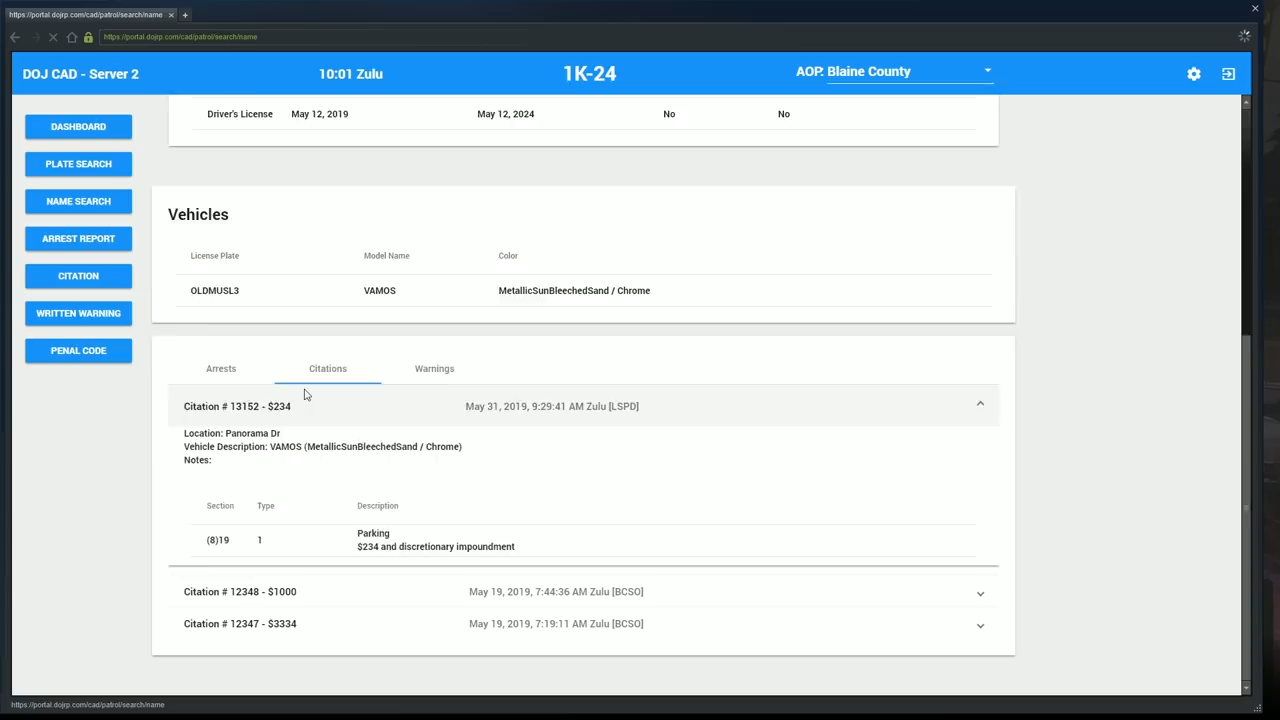 https://portal.dojrp.com/cad/patrol/search/name
https://portal.dojrp.com/cad/patrol/search/name
DOJ CAD - Server 2 10:01 Zulu 1K-24 AOP: Blaine County
DASHBOARD
PLATE SEARCH
NAME SEARCH
ARREST REPORT
CITATION
WRITTEN WARNING
PENAL CODE
Driver's License May 12, 2019 May 12, 2024 No No
Vehicles
License Plate Model Name Color
OLDMUSL3 VAMOS MetallicSunBleechedSand / Chrome
Arrests Citations Warnings
Citation # 13152 - $234 May 31, 2019, 9:29:41 AM Zulu [LSPD]
Location: Panorama Dr
Vehicle Description: VAMOS (MetallicSunBleechedSand / Chrome)
Notes:
Section Type Description
(8)19 1 Parking
$234 and discretionary impoundment
Citation # 12348 - $1000 May 19, 2019, 7:44:36 AM Zulu [BCSO]
Citation # 12347 - $3334 May 19, 2019, 7:19:11 AM Zulu [BCSO]
https://portal.dojrp.com/cad/patrol/search/name